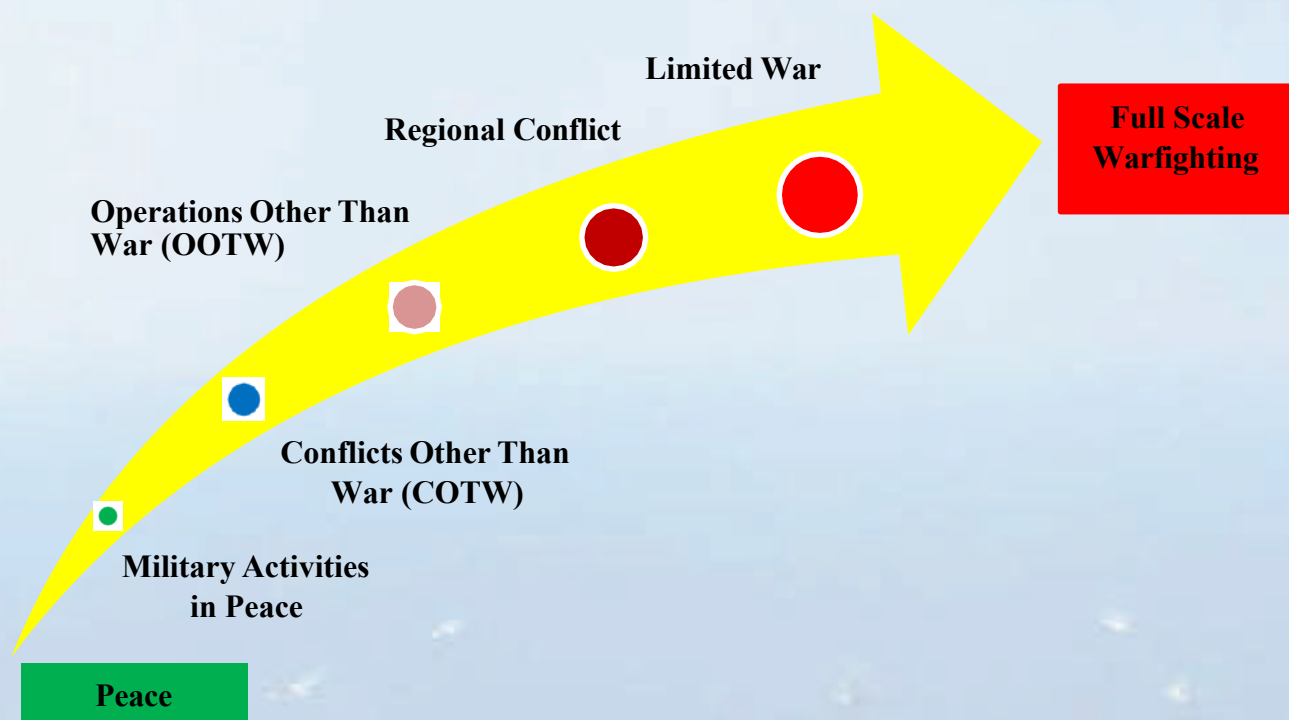 Limited War
Full Scale
Warfighting
Regional Conflict
Operations Other Than
War (OOTW)
Conflicts Other Than
War (COTW)
Military Activities
in Peace
Peace